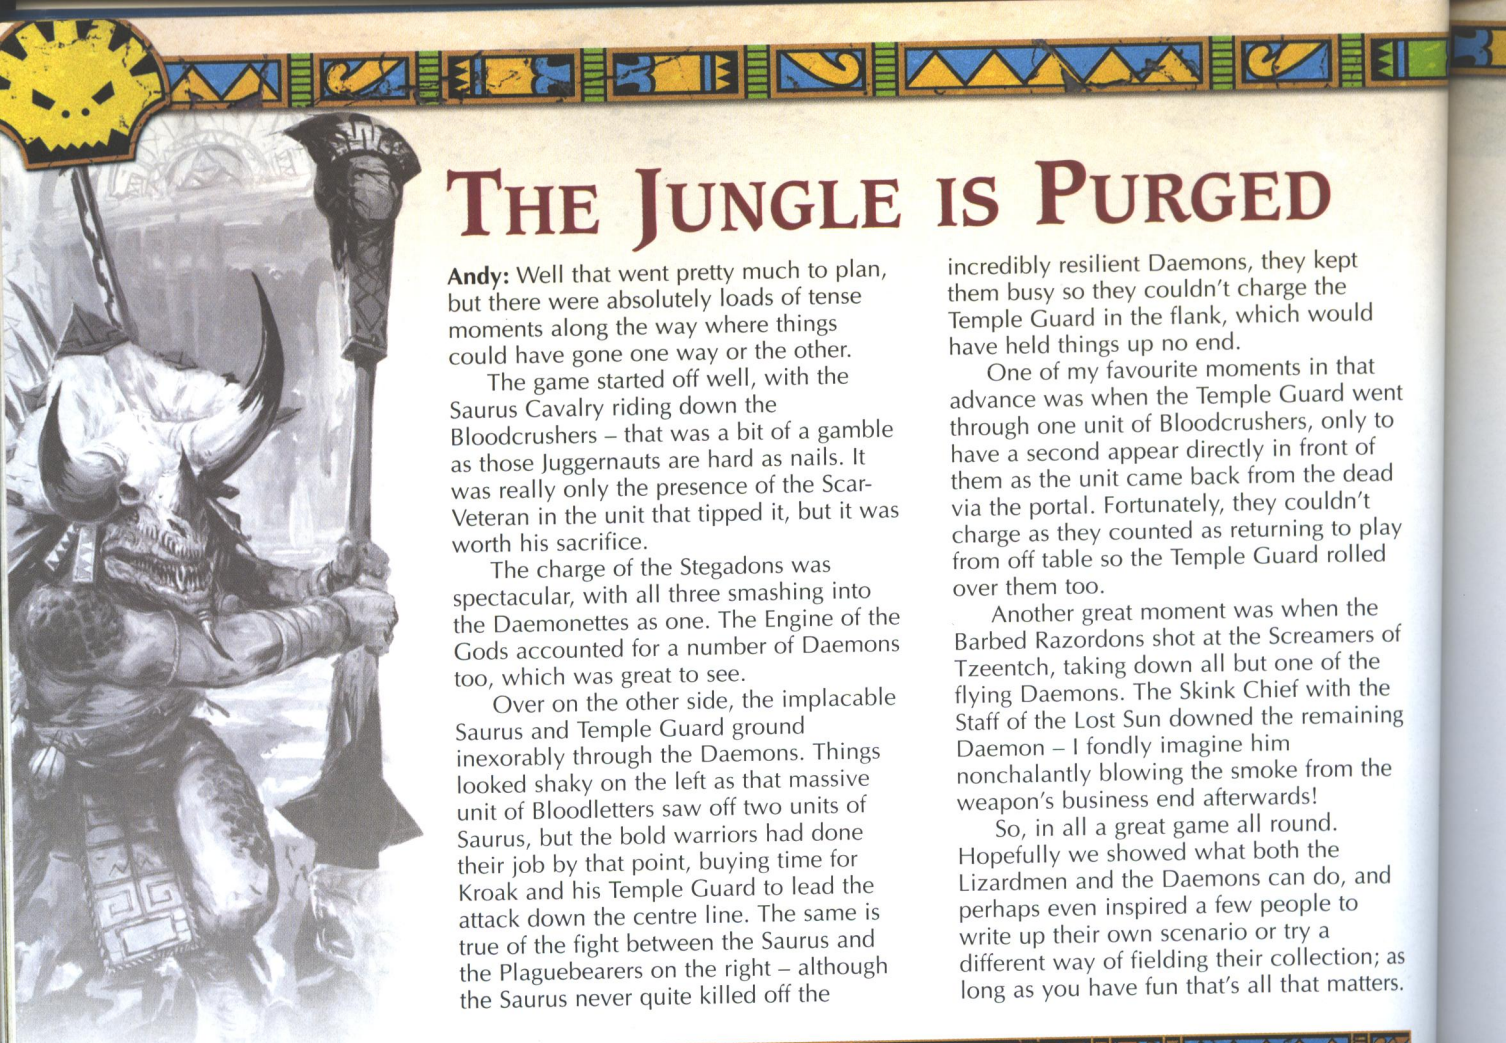 THE JUNGLE IS PURGED
Andy: Well that went pretty much to plan,
but there were absolutely loads of tense
moments along the way where things
could have gone one way or the other.
The game started off well, with the
Saurus Cavalry riding down the
Bloodcrushers – that was a bit of a gamble
as those Juggernauts are hard as nails. It
was really only the presence of the Scar-
Veteran in the unit that tipped it, but it was
worth his sacrifice.
The charge of the Stegadons was
spectacular, with all three smashing into
the Daemonettes as one. The Engine of the
Gods accounted for a number of Daemons
too, which was great to see.
Over on the other side, the implacable
Saurus and Temple Guard ground
inexorably through the Daemons. Things
looked shaky on the left as that massive
unit of Bloodletters saw off two units of
Saurus, but the bold warriors had done
their job by that point, buying time for
Kroak and his Temple Guard to lead the
attack down the centre line. The same is
true of the fight between the Saurus and
the Plaguebearers on the right – although
the Saurus never quite killed off the
incredibly resilient Daemons, they kept
them busy so they couldn't charge the
Temple Guard in the flank, which would
have held things up no end.
One of my favourite moments in that
advance was when the Temple Guard went
through one unit of Bloodcrushers, only to
have a second appear directly in front of
them as the unit came back from the dead
via the portal. Fortunately, they couldn't
charge as they counted as returning to play
from off table so the Temple Guard rolled
over them too.
Another great moment was when the
Barbed Razordons shot at the Screamers of
Tzeentch, taking down all but one of the
flying Daemons. The Skink Chief with the
Staff of the Lost Sun downed the remaining
Daemon – I fondly imagine him
nonchalantly blowing the smoke from the
weapon's business end afterwards!
So, in all a great game all round.
Hopefully we showed what both the
Lizardmen and the Daemons can do, and
perhaps even inspired a few people to
write up their own scenario or try a
different way of fielding their collection; as
long as you have fun that's all that matters.